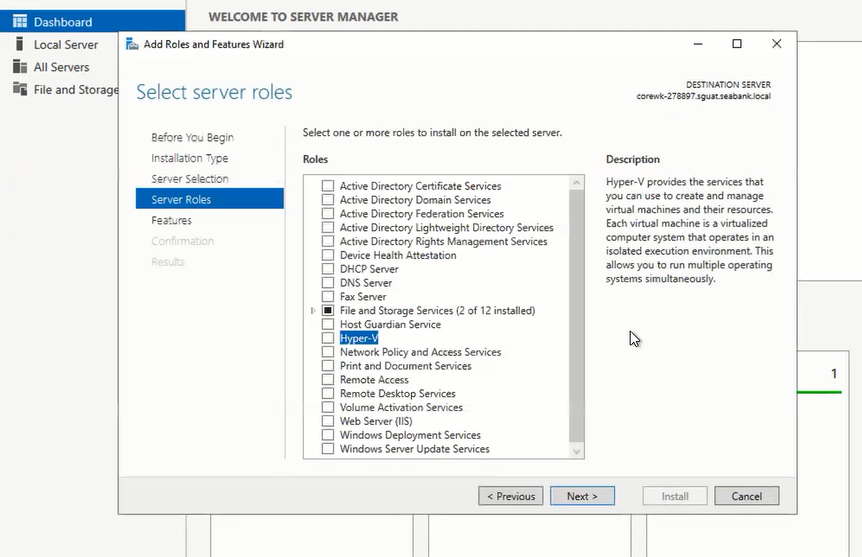 WELCOME TO SERVER MANAGER
Dashboard
Local Server
All Servers
File and Storage
Add Roles and Features Wizard
Select server roles
DESTINATION SERVER
corewk-278897.sguat.seabank.local
Before You Begin
Installation Type
Server Selection
Server Roles
Features
Confirmation
Results
Select one or more roles to install on the selected server.
Roles
Active Directory Certificate Services
Active Directory Domain Services
Active Directory Federation Services
Active Directory Lightweight Directory Services
Active Directory Rights Management Services
Device Health Attestation
DHCP Server
DNS Server
Fax Server
File and Storage Services (2 of 12 installed)
Host Guardian Service
Hyper-V
Network Policy and Access Services
Print and Document Services
Remote Access
Remote Desktop Services
Volume Activation Services
Web Server (IIS)
Windows Deployment Services
Windows Server Update Services
Description
Hyper-V provides the services that
you can use to create and manage
virtual machines and their resources.
Each virtual machine is a virtualized
computer system that operates in an
isolated execution environment. This
allows you to run multiple operating
systems simultaneously.
1
< Previous
Next >
Install
Cancel